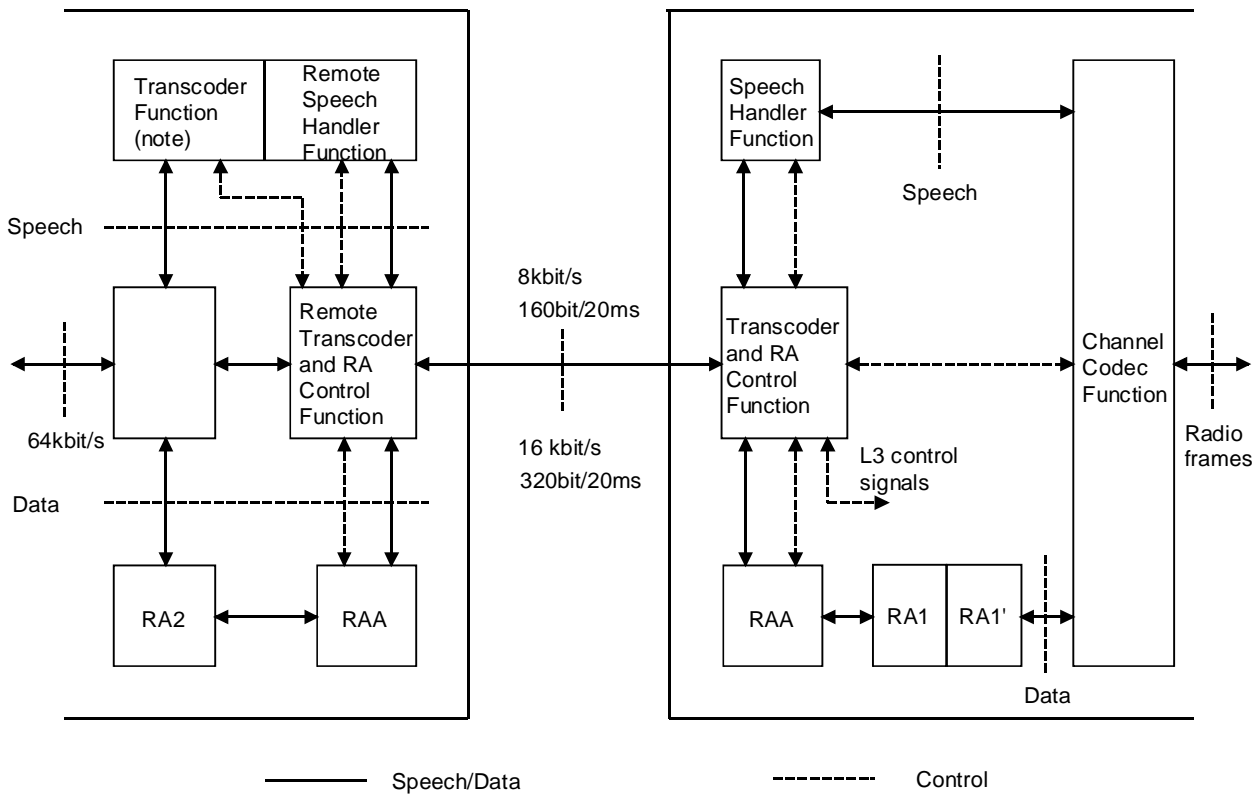 Transcoder
Function
(note)
Remote
Speech
Handler
Function
Speech
Handler
Function
Speech
Speech
64kbit/s
Remote
Transcoder
and RA
Control
Function
8kbit/s
160bit/20ms
16 kbit/s
320bit/20ms
Transcoder
and RA
Control
Function
Channel
Codec
Function
Radio
frames
L3 control
signals
Data
RA2
RAA
RAA
RA1
RA1'
Data
Speech/Data
Control